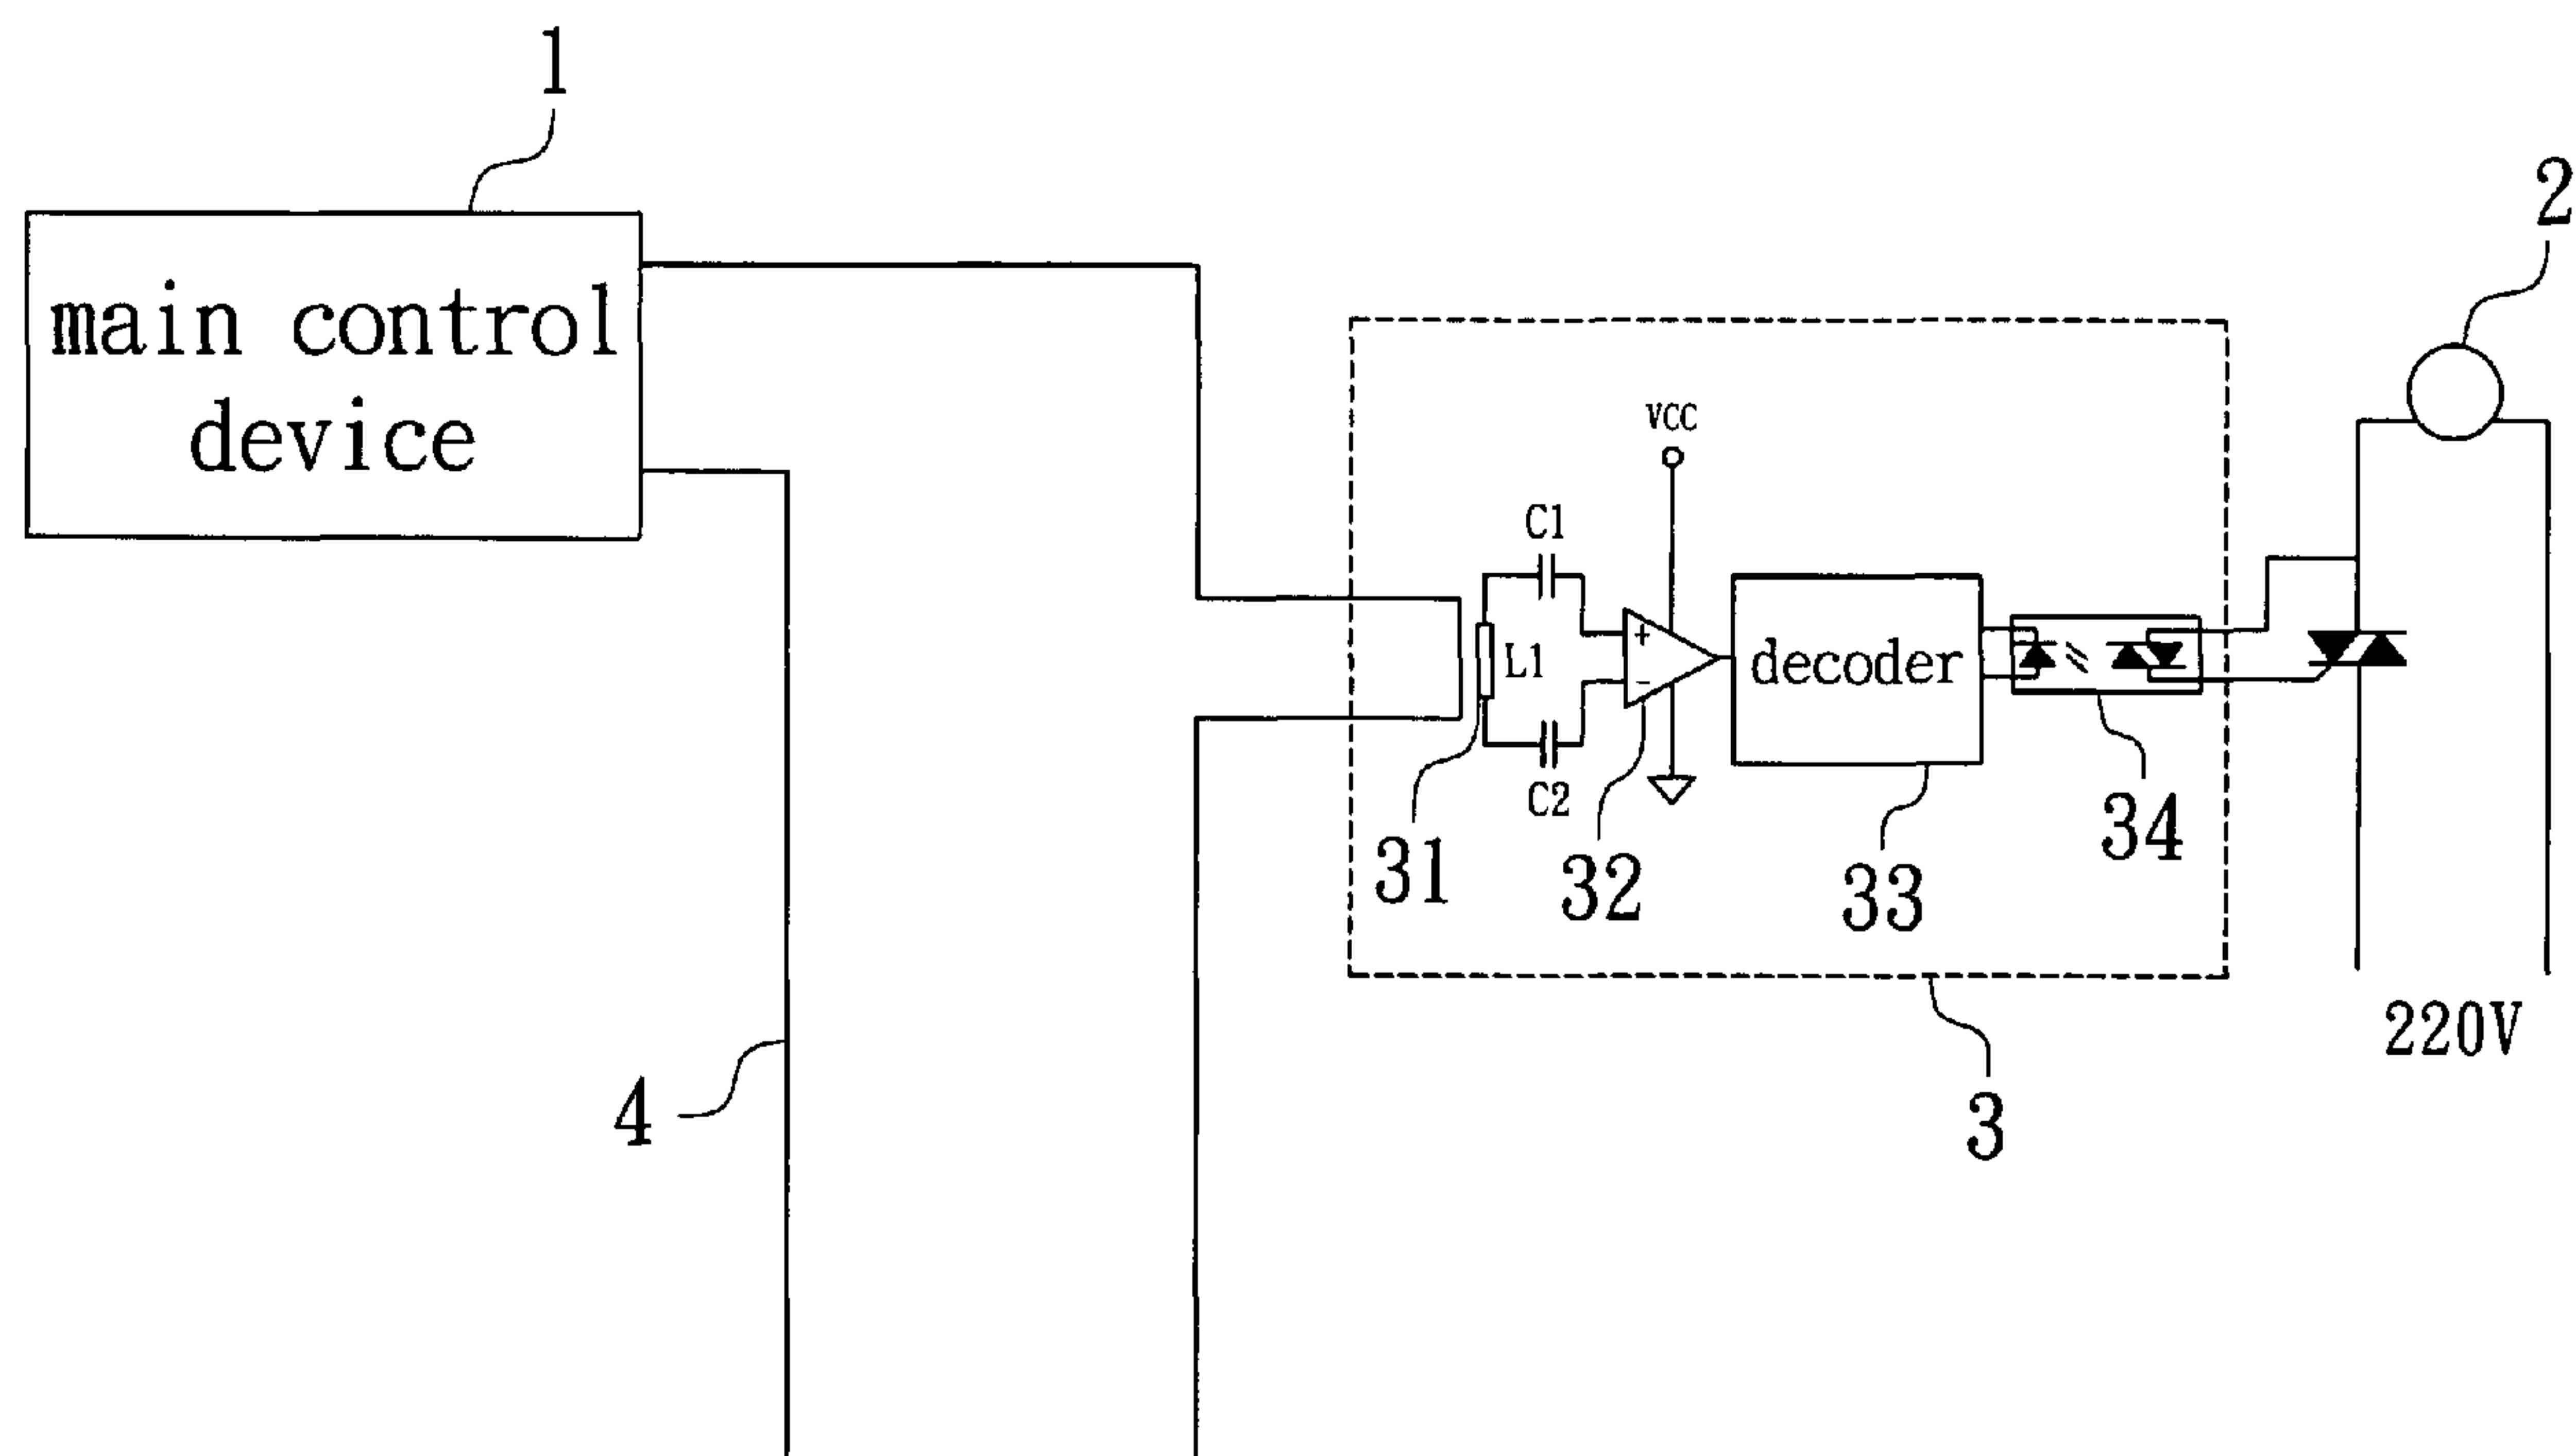 1
2
main control
device
VCC
C1
+
L1
decoder
-
C2
31
32
33
34
220V
4
3